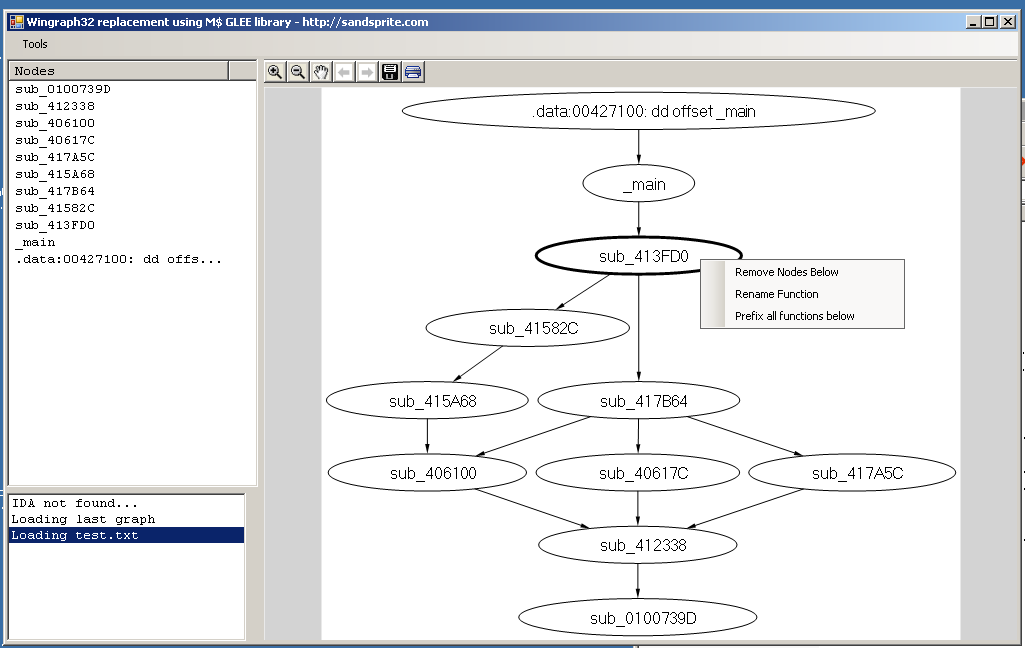 Wingraph32 replacement using M$ GLEE library - http://sandsprite.com
Tools
Nodes
sub_0100739D
sub_412338
sub_406100
sub_40617C
sub_417A5C
sub_415A68
sub_417B64
sub_41582C
sub_413FD0
_main
.data:00427100: dd offs...
IDA not found...
Loading last graph
Loading test.txt
.data:00427100: dd offset _main
_main
sub_413FD0
Remove Nodes Below
Rename Function
Prefix all functions below
sub_41582C
sub_415A68 sub_417B64
sub_406100 sub_40617C sub_417A5C
sub_412338
sub_0100739D